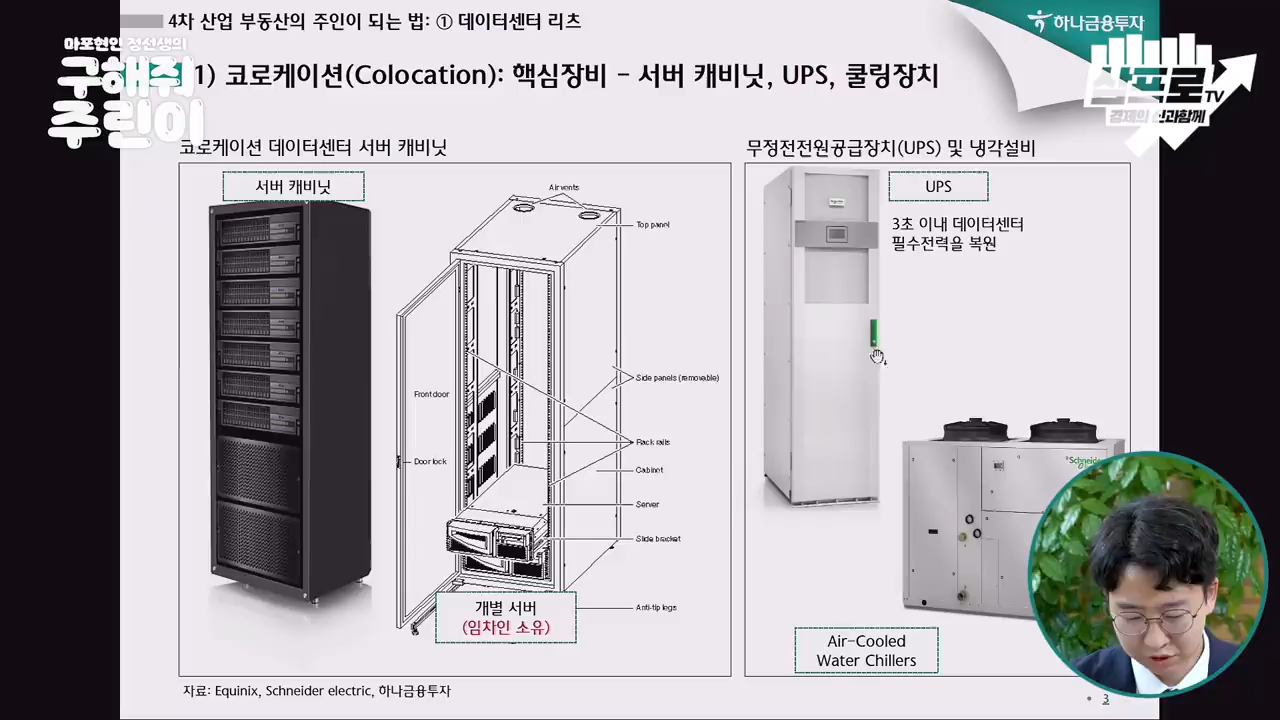 4차 산업 부동산의 주인이 되는 법: ① 데이터센터 리츠
하나금융투자
마포현인 정선생의
구해줘
주린이
1) 코로케이션(Colocation): 핵심장비 – 서버 캐비닛, UPS, 쿨링장치
삼프로TV
경제의 신과함께
코로케이션 데이터센터 서버 캐비닛
서버 캐비닛
Air vents
Top panel
Side panels (removable)
Front door
Rack rails
Door lock
Cabinet
Server
Slide bracket
Anti-tip legs
개별 서버
(임차인 소유)
무정전전원공급장치(UPS) 및 냉각설비
UPS
3초 이내 데이터센터
필수전력을 복원
Schneider
Air-Cooled
Water Chillers
자료: Equinix, Schneider electric, 하나금융투자
3